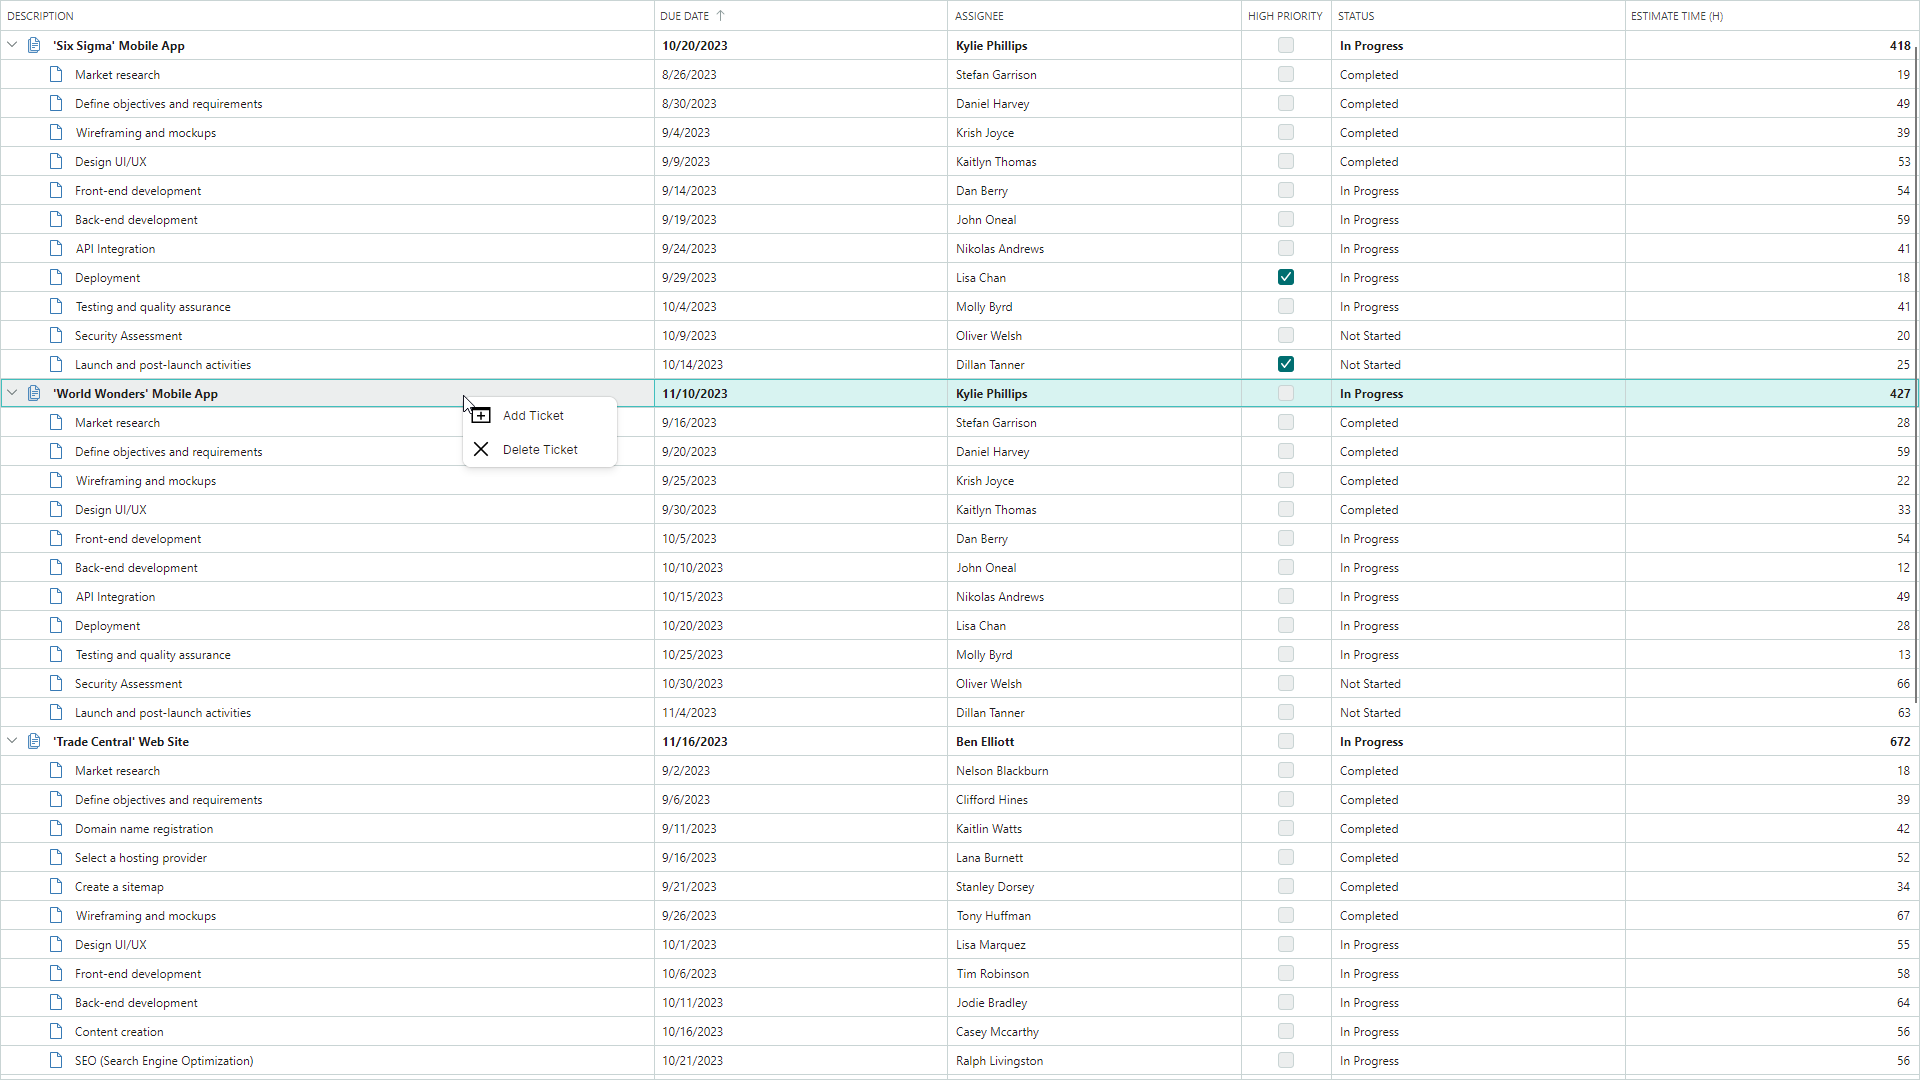 DESCRIPTION DUE DATE ASSIGNEE HIGH PRIORITY STATUS ESTIMATE TIME (H)
'Six Sigma' Mobile App 10/20/2023 Kylie Phillips In Progress 418
Market research 8/26/2023 Stefan Garrison Completed 19
Define objectives and requirements 8/30/2023 Daniel Harvey Completed 49
Wireframing and mockups 9/4/2023 Krish Joyce Completed 39
Design UI/UX 9/9/2023 Kaitlyn Thomas Completed 53
Front-end development 9/14/2023 Dan Berry In Progress 54
Back-end development 9/19/2023 John Oneal In Progress 59
API Integration 9/24/2023 Nikolas Andrews In Progress 41
Deployment 9/29/2023 Lisa Chan In Progress 18
Testing and quality assurance 10/4/2023 Molly Byrd In Progress 41
Security Assessment 10/9/2023 Oliver Welsh Not Started 20
Launch and post-launch activities 10/14/2023 Dillan Tanner Not Started 25
'World Wonders' Mobile App 11/10/2023 Kylie Phillips In Progress 427
Add Ticket
Delete Ticket
Market research 9/16/2023 Stefan Garrison Completed 28
Define objectives and requirements 9/20/2023 Daniel Harvey Completed 59
Wireframing and mockups 9/25/2023 Krish Joyce Completed 22
Design UI/UX 9/30/2023 Kaitlyn Thomas Completed 33
Front-end development 10/5/2023 Dan Berry In Progress 54
Back-end development 10/10/2023 John Oneal In Progress 12
API Integration 10/15/2023 Nikolas Andrews In Progress 49
Deployment 10/20/2023 Lisa Chan In Progress 28
Testing and quality assurance 10/25/2023 Molly Byrd In Progress 13
Security Assessment 10/30/2023 Oliver Welsh Not Started 66
Launch and post-launch activities 11/4/2023 Dillan Tanner Not Started 63
'Trade Central' Web Site 11/16/2023 Ben Elliott In Progress 672
Market research 9/2/2023 Nelson Blackburn Completed 18
Define objectives and requirements 9/6/2023 Clifford Hines Completed 39
Domain name registration 9/11/2023 Kaitlin Watts Completed 42
Select a hosting provider 9/16/2023 Lana Burnett Completed 52
Create a sitemap 9/21/2023 Stanley Dorsey Completed 34
Wireframing and mockups 9/26/2023 Tony Huffman Completed 67
Design UI/UX 10/1/2023 Lisa Marquez In Progress 55
Front-end development 10/6/2023 Tim Robinson In Progress 58
Back-end development 10/11/2023 Jodie Bradley In Progress 64
Content creation 10/16/2023 Casey Mccarthy In Progress 56
SEO (Search Engine Optimization) 10/21/2023 Ralph Livingston In Progress 56